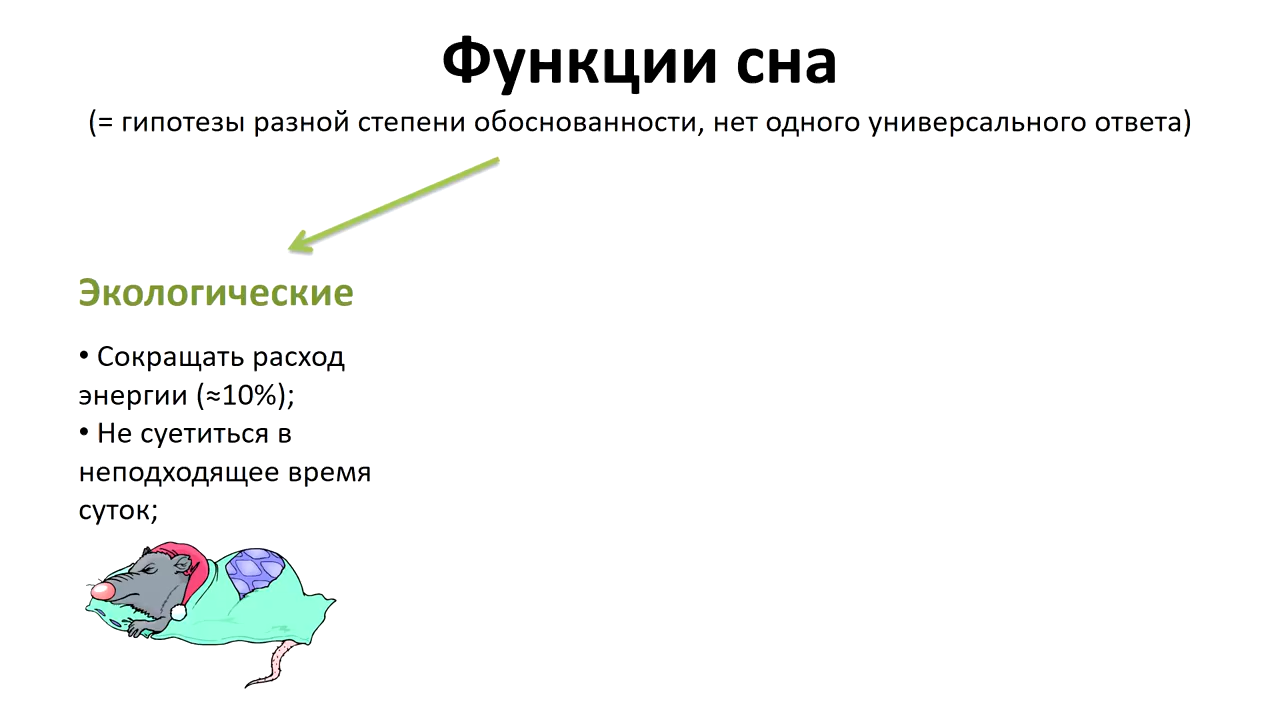 Функции сна
(= гипотезы разной степени обоснованности, нет одного универсального ответа)
Экологические
• Сокращать расход
энергии (≈10%);
• Не суетиться в
неподходящее время
суток;